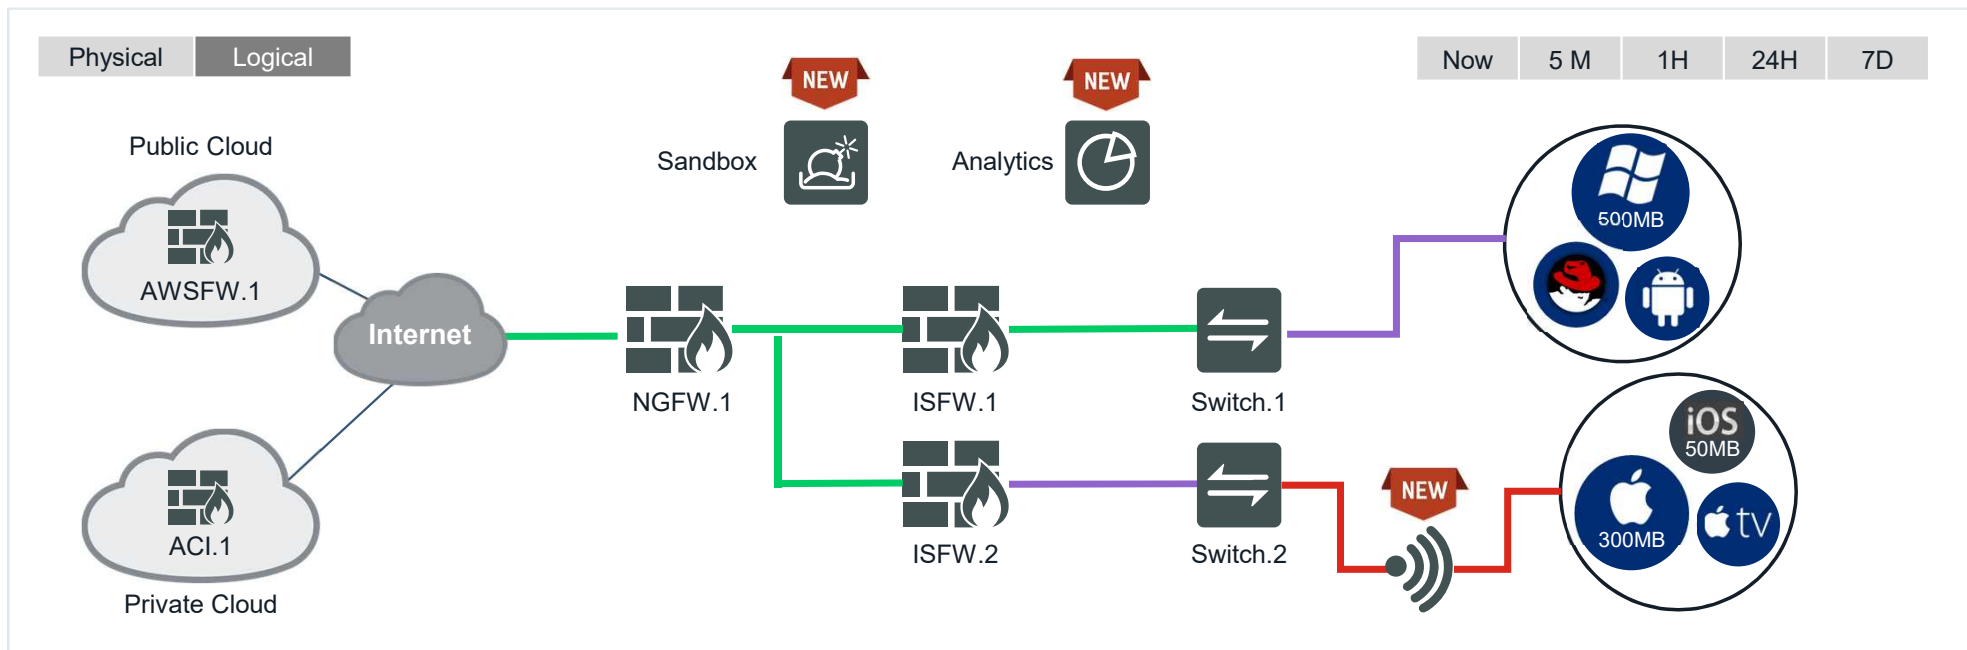 Physical
Logical
NEW
NEW
Now
5 M
1H
24H
7D
Public Cloud
Sandbox
Analytics
500MB
AWSFW.1
Internet
NGFW.1
ISFW.1
Switch.1
iOS
50MB
NEW
300MB
tv
ACI.1
ISFW.2
Switch.2
Private Cloud